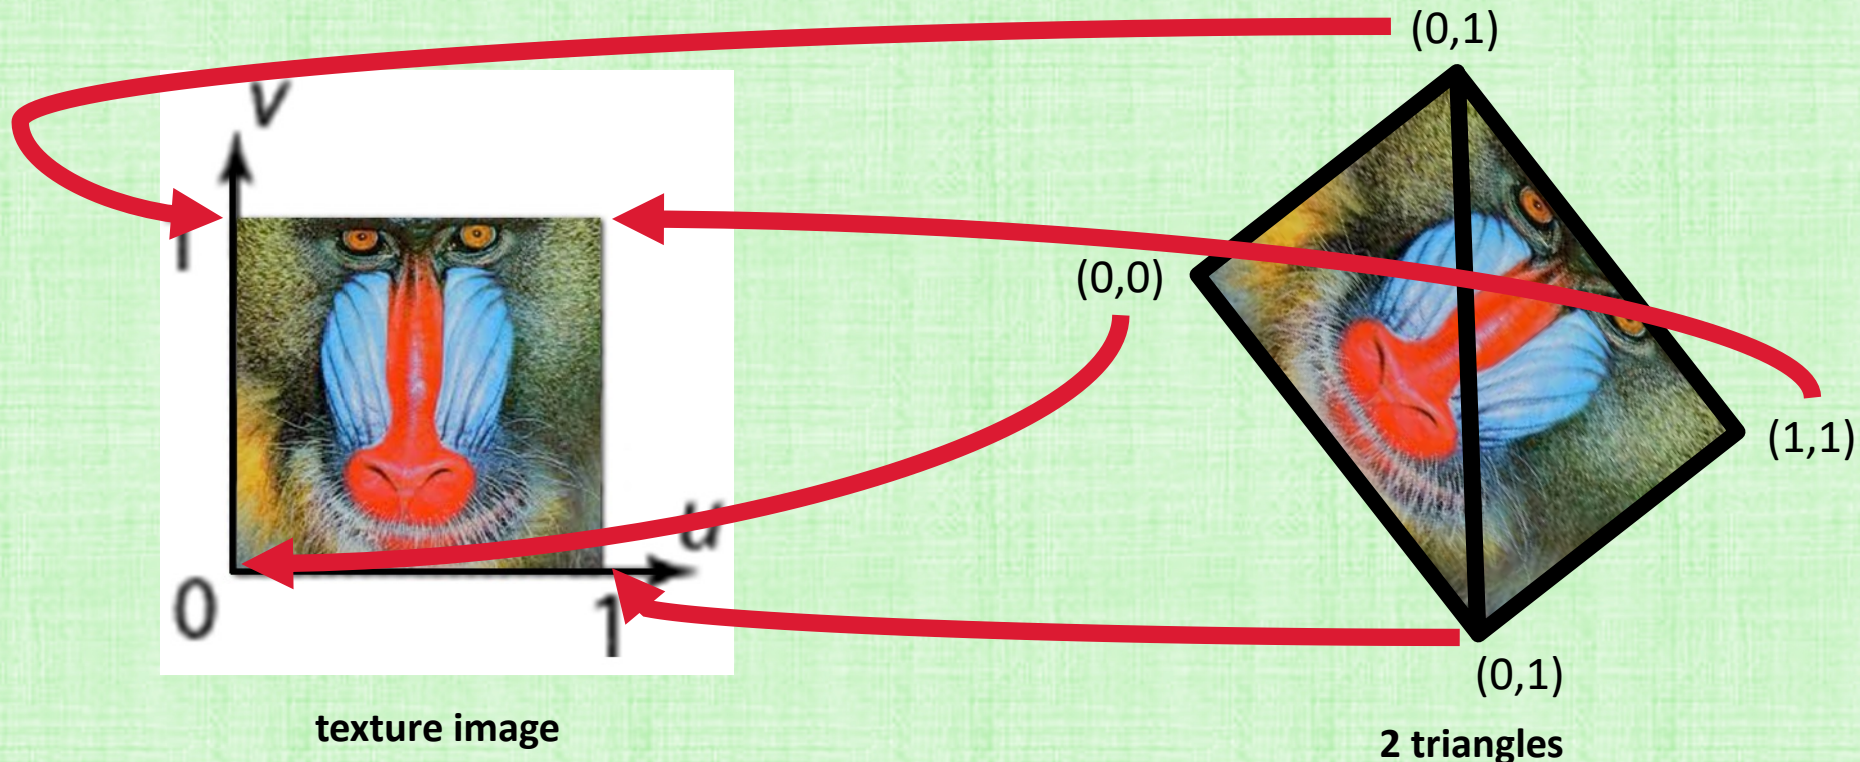 (0,1)
v
1
(0,0)
(1,1)
u
0
1
(0,1)
texture image
2 triangles